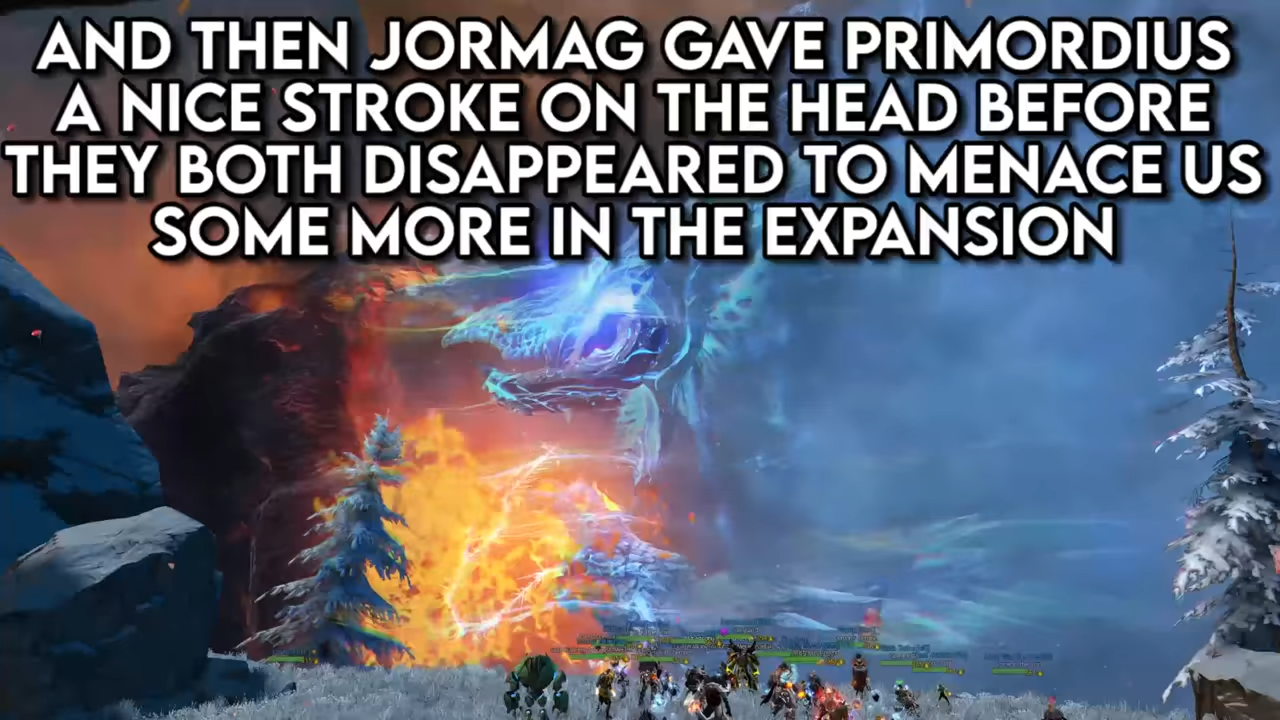 AND THEN JORMAG GAVE PRIMORDIUS
A NICE STROKE ON THE HEAD BEFORE
THEY BOTH DISAPPEARED TO MENACE US
SOME MORE IN THE EXPANSION